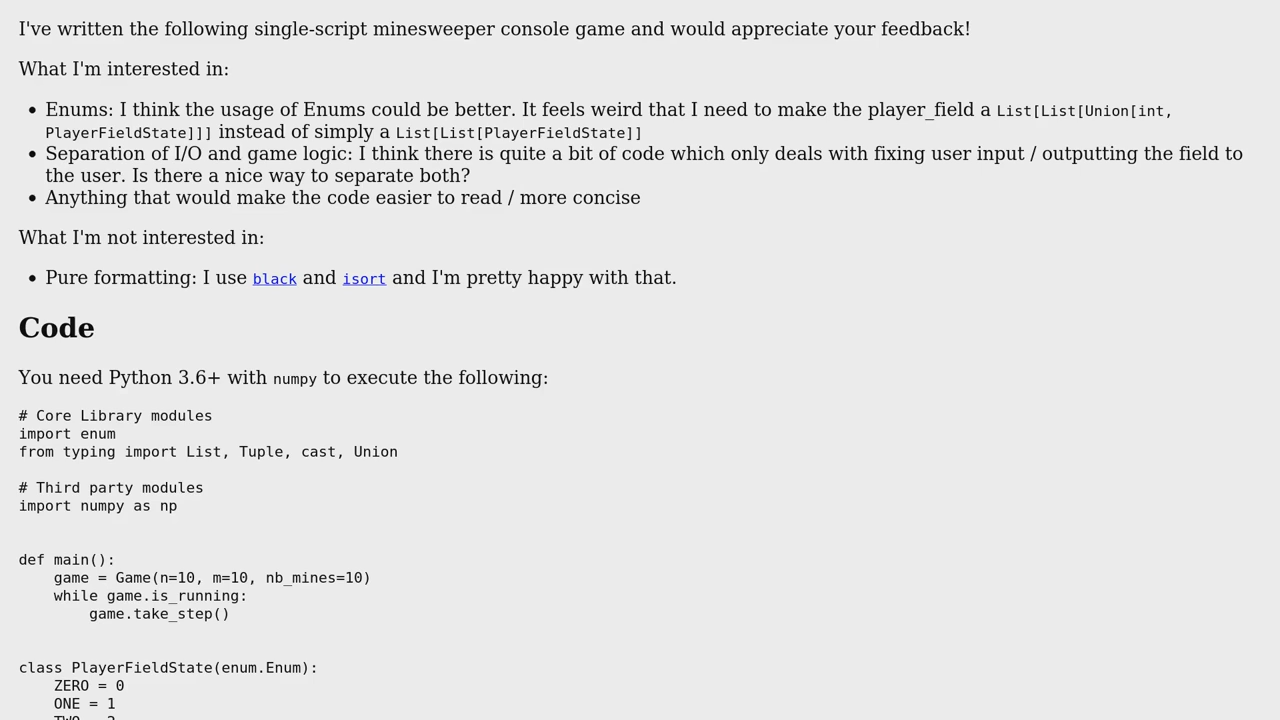 I've written the following single-script minesweeper console game and would appreciate your feedback!
What I'm interested in:
• Enums: I think the usage of Enums could be better. It feels weird that I need to make the player_field a List[List[Union[int,
PlayerFieldState]]] instead of simply a List[List[PlayerFieldState]]
• Separation of I/O and game logic: I think there is quite a bit of code which only deals with fixing user input / outputting the field to
the user. Is there a nice way to separate both?
• Anything that would make the code easier to read / more concise
What I'm not interested in:
• Pure formatting: I use black and isort and I'm pretty happy with that.
Code
You need Python 3.6+ with numpy to execute the following:
# Core Library modules
import enum
from typing import List, Tuple, cast, Union
# Third party modules
import numpy as np
def main():
    game = Game(n=10, m=10, nb_mines=10)
    while game.is_running:
        game.take_step()
class PlayerFieldState(enum.Enum):
    ZERO = 0
    ONE = 1
    TWO = 2